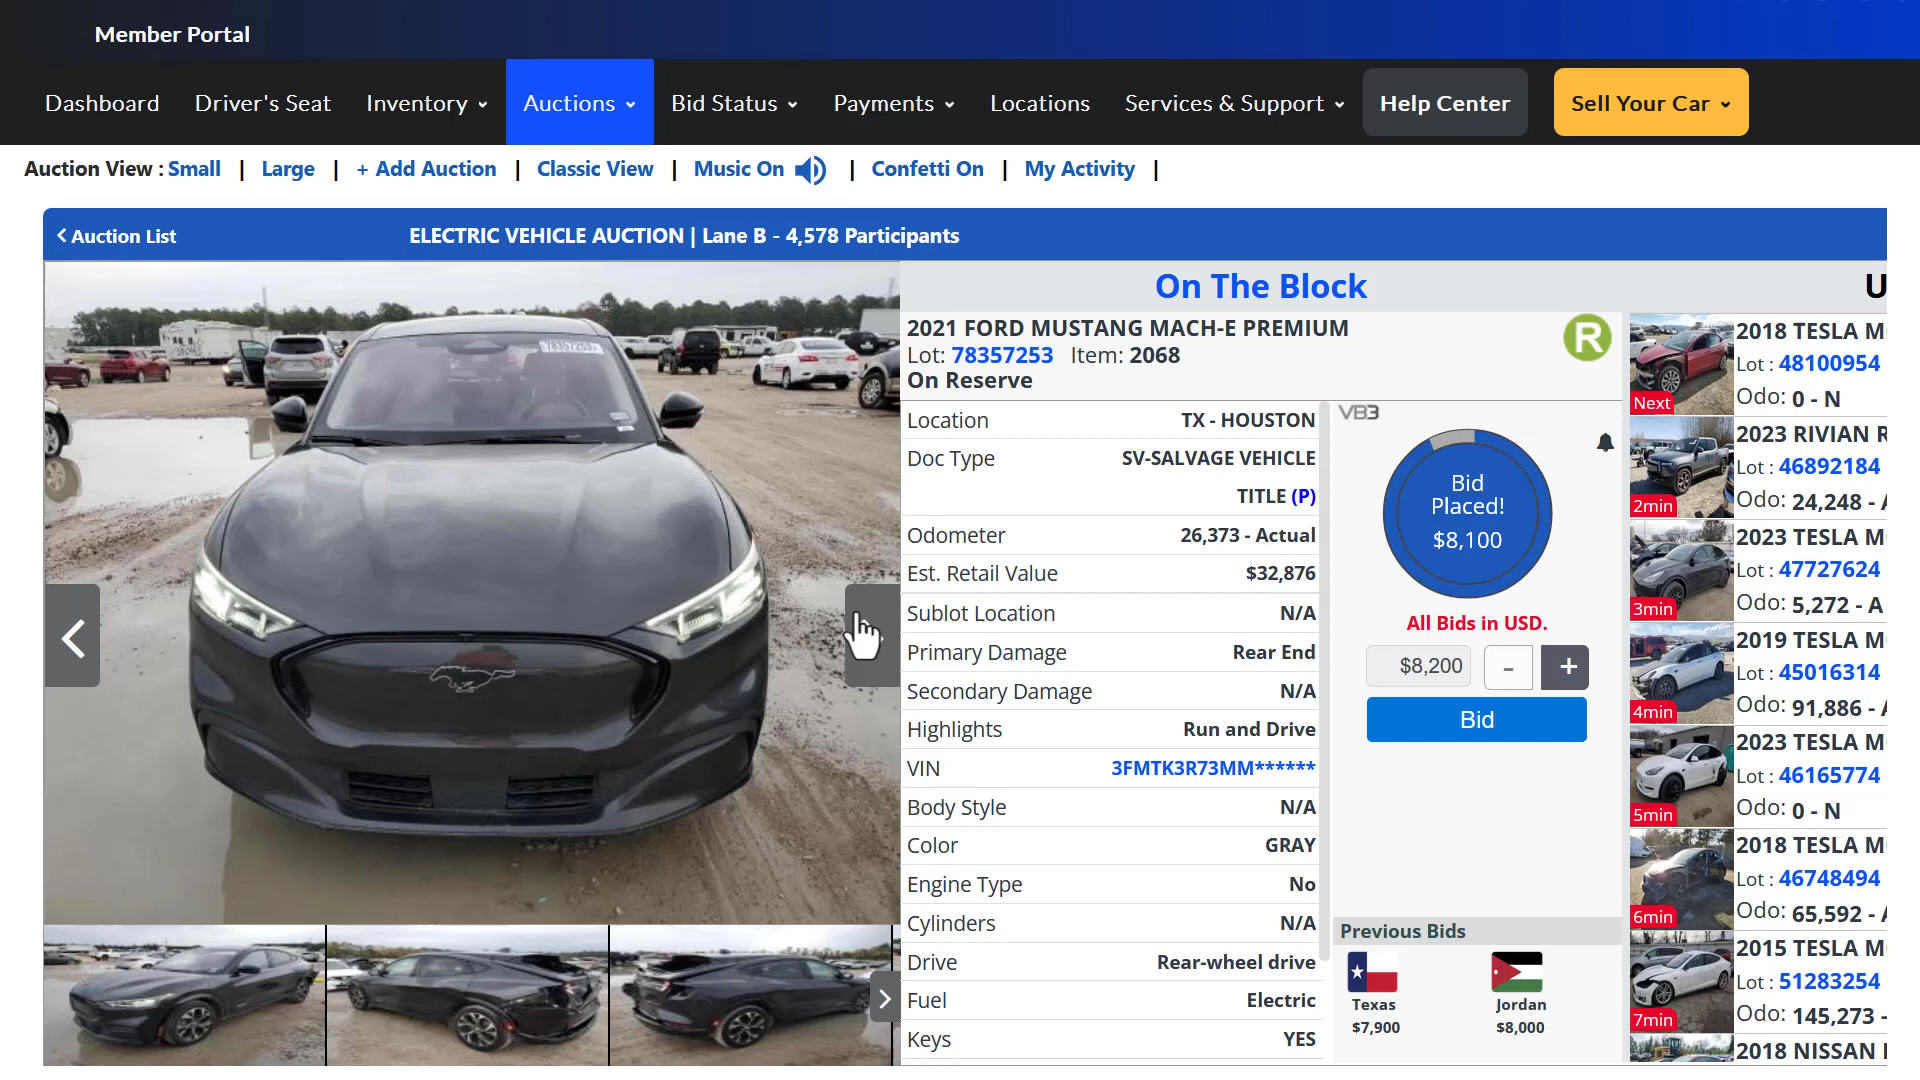 Member Portal
Dashboard Driver's Seat Inventory Auctions Bid Status Payments Locations Services & Support Help Center Sell Your Car
Auction View : Small | Large | + Add Auction | Classic View | Music On | Confetti On | My Activity |
Auction List
ELECTRIC VEHICLE AUCTION | Lane B - 4,578 Participants
78357253
On The Block
U
2021 FORD MUSTANG MACH-E PREMIUM
Lot: 78357253 Item: 2068
On Reserve
R
Location TX - HOUSTON
Doc Type SV-SALVAGE VEHICLE
TITLE (P)
Odometer 26,373 - Actual
Est. Retail Value $32,876
Sublot Location N/A
Primary Damage Rear End
Secondary Damage N/A
Highlights Run and Drive
VIN 3FMTK3R73MM******
Body Style N/A
Color GRAY
Engine Type No
Cylinders N/A
Drive Rear-wheel drive
Fuel Electric
Keys YES
VB3
Bid
Placed!
$8,100
All Bids in USD.
$8,200 - +
Bid
Previous Bids
Texas
$7,900
Jordan
$8,000
2018 TESLA M
Lot : 48100954
Odo: 0 - N
Next
2023 RIVIAN R
Lot : 46892184
Odo: 24,248 - A
2min
2023 TESLA M
Lot : 47727624
Odo: 5,272 - A
3min
2019 TESLA M
Lot : 45016314
Odo: 91,886 - A
4min
2023 TESLA M
Lot : 46165774
Odo: 0 - N
5min
2018 TESLA M
Lot : 46748494
Odo: 65,592 - A
6min
2015 TESLA M
Lot : 51283254
Odo: 145,273 -
7min
2018 NISSAN